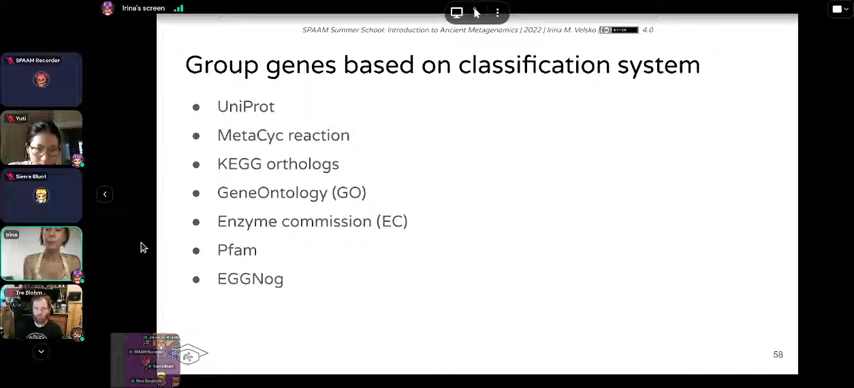 Irina's screen
SPAAM Summer School: Introduction to Ancient Metagenomics | 2022 | Irina M. Velsko
4.0
Group genes based on classification system
SPAAM Recorder
● UniProt
Yuti
● MetaCyc reaction
● KEGG orthologs
Sierra Blunt
● GeneOntology (GO)
● Enzyme commission (EC)
Irina
● Pfam
● EGGNog
Tre Blohm
58